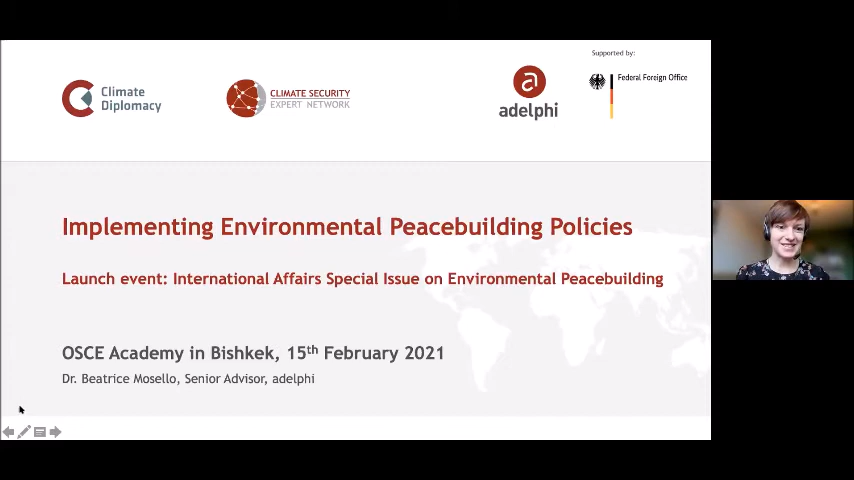 Supported by:
Climate
Diplomacy
CLIMATE SECURITY
EXPERT NETWORK
a
adelphi
Federal Foreign Office
Implementing Environmental Peacebuilding Policies
Launch event: International Affairs Special Issue on Environmental Peacebuilding
OSCE Academy in Bishkek, 15th February 2021
Dr. Beatrice Mosello, Senior Advisor, adelphi